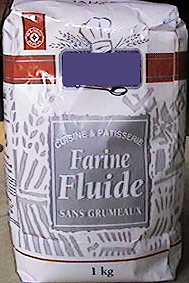 CUISINE & PATISSERIE
Farine
Fluide
SANS GRUMEAUX
1 kg